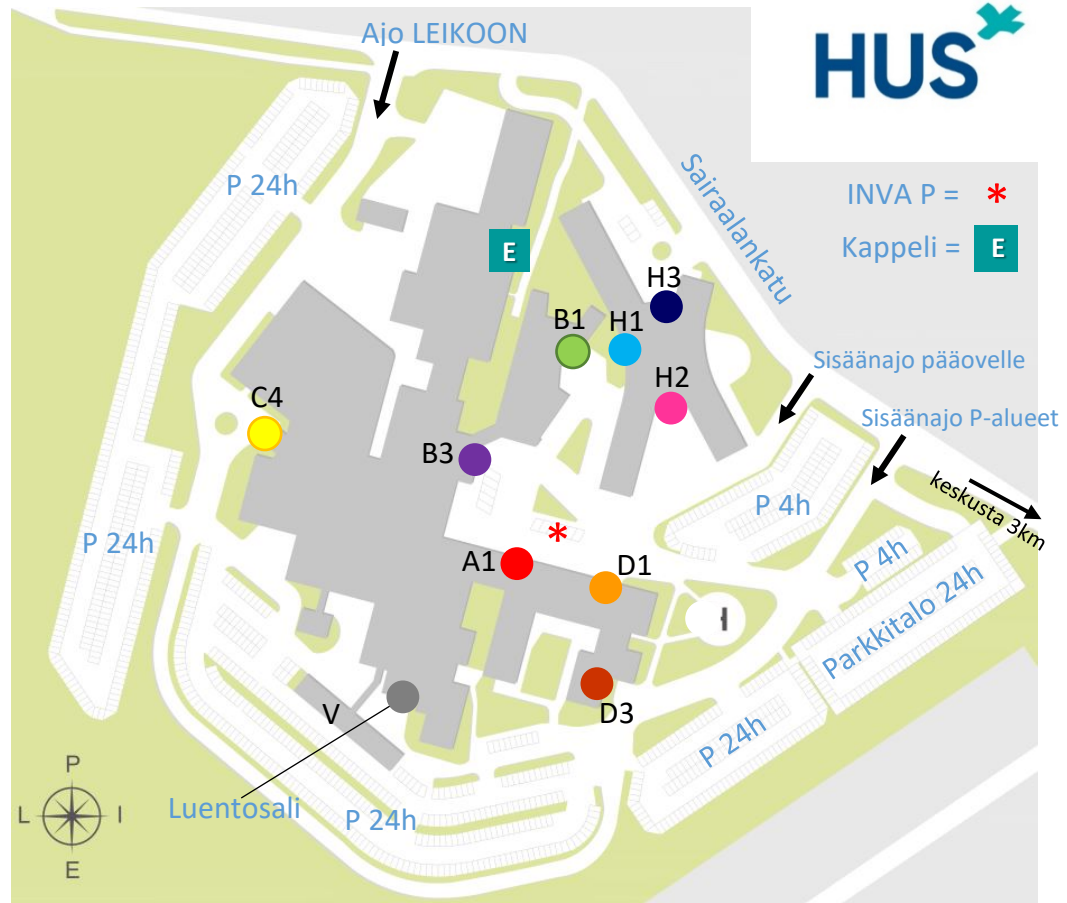 Ajo LEIKOON
HUS
P 24h
Sairaalankatu
INVA P = *
Kappeli = E
E
H3
B1
H1
H2
Sisäänajo pääovelle
C4
Sisäänajo P-alueet
B3
keskusta 3km
P 4h
P 24h
*
A1
D1
P 4h
Parkkitalo 24h
V
D3
P 24h
P
L
I
E
Luentosali
P 24h